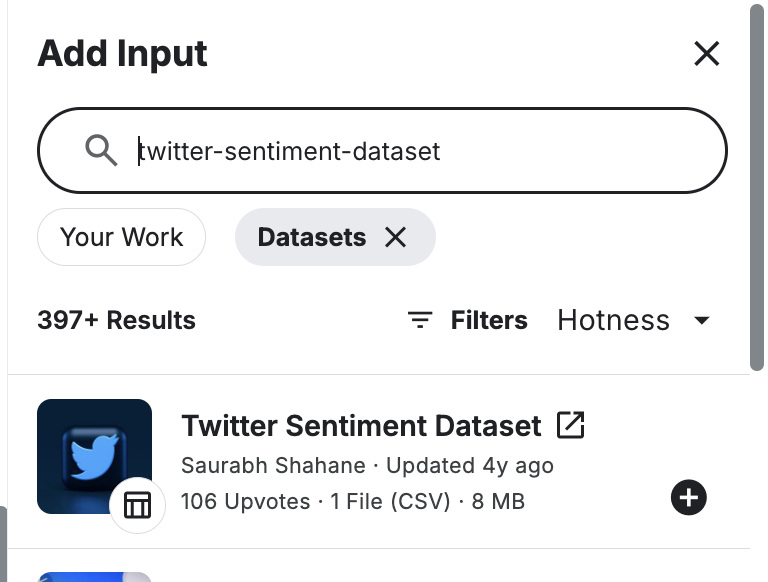 Add Input
twitter-sentiment-dataset
Your Work
Datasets
397+ Results
Filters
Hotness
Twitter Sentiment Dataset
Saurabh Shahane · Updated 4y ago
106 Upvotes · 1 File (CSV) · 8 MB